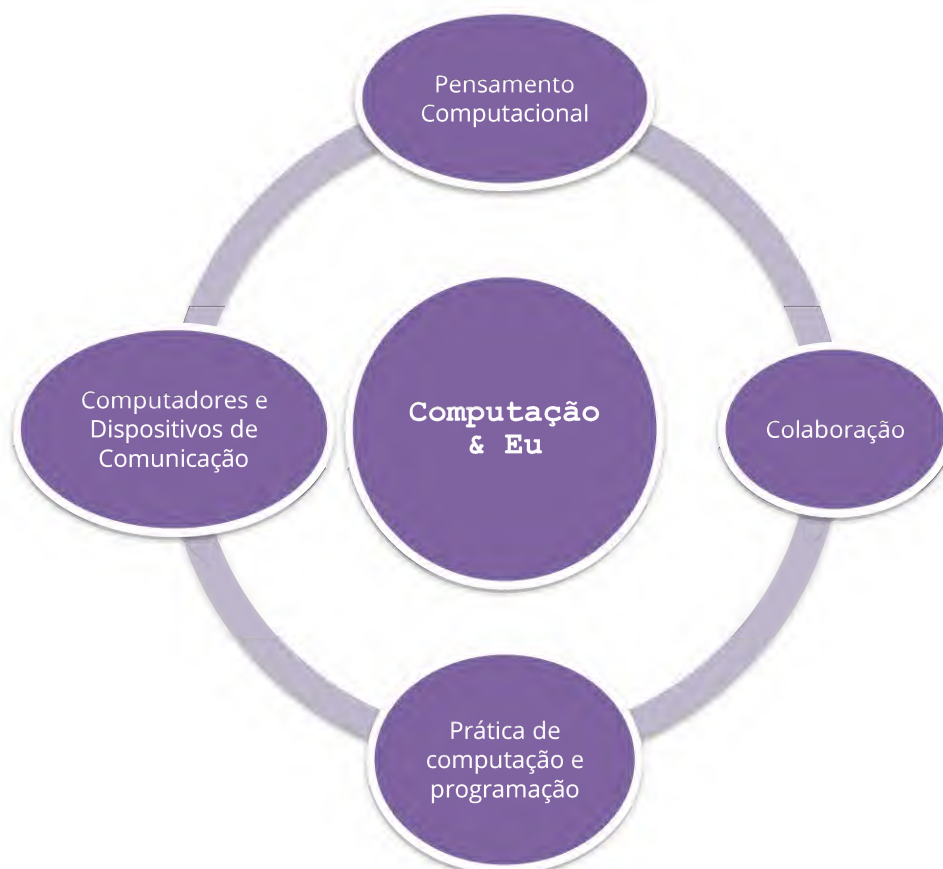 Pensamento
Computacional
Computadores e
Dispositivos de
Comunicação
Computação
& Eu
Colaboração
Prática de
computação e
programação